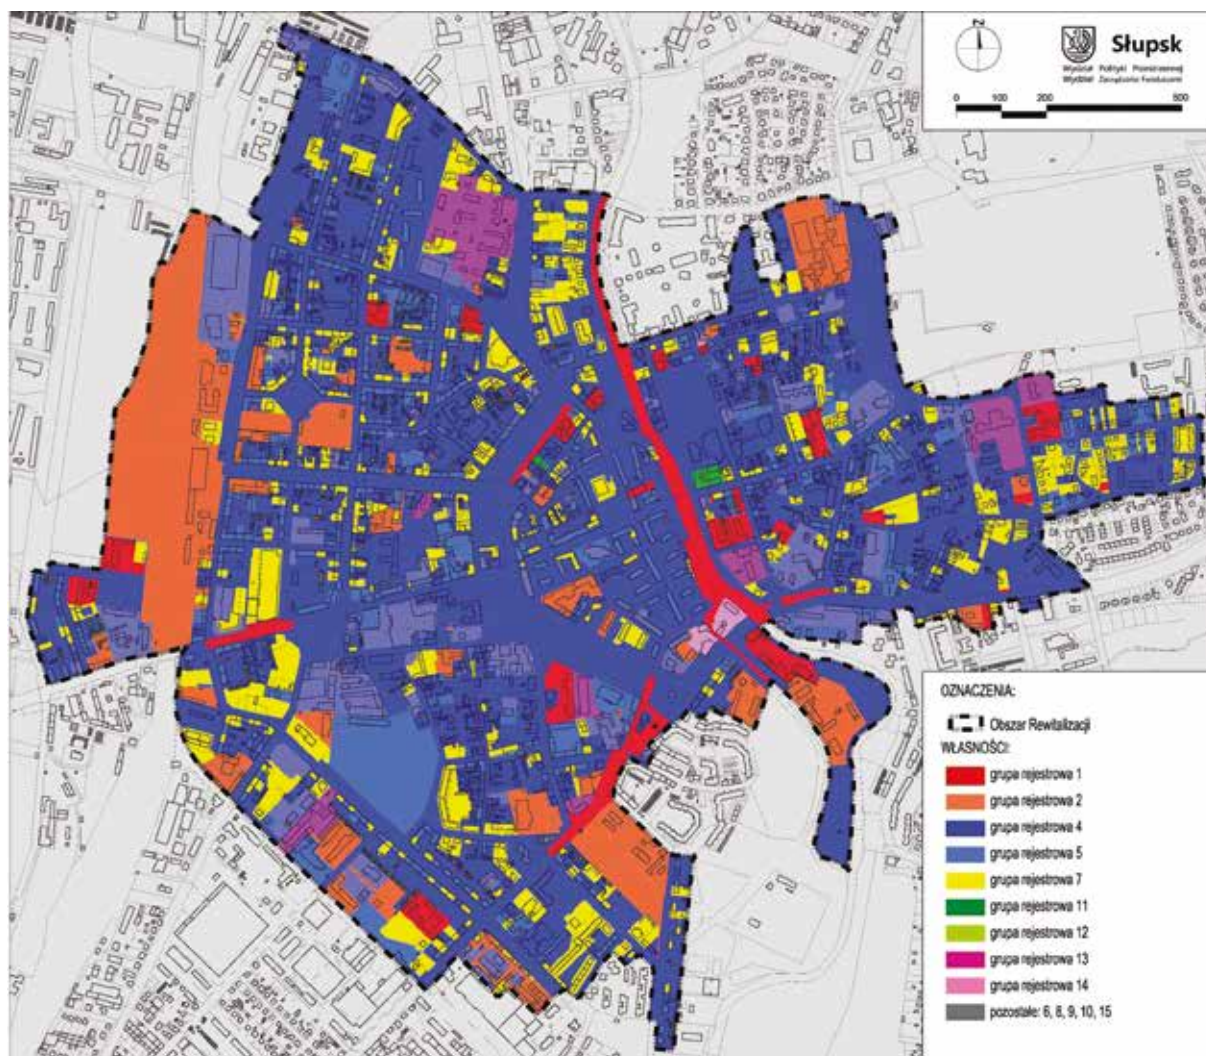 Słupsk
Wydział Polityki Przestrzennej
Wydział Zarządzania Funduszami
0 100 200 500
OZNACZENIA:
Obszar Rewitalizacji
WŁASNOŚCI:
grupa rejestrowa 1
grupa rejestrowa 2
grupa rejestrowa 4
grupa rejestrowa 5
grupa rejestrowa 7
grupa rejestrowa 11
grupa rejestrowa 12
grupa rejestrowa 13
grupa rejestrowa 14
pozostałe: 6, 8, 9, 10, 15